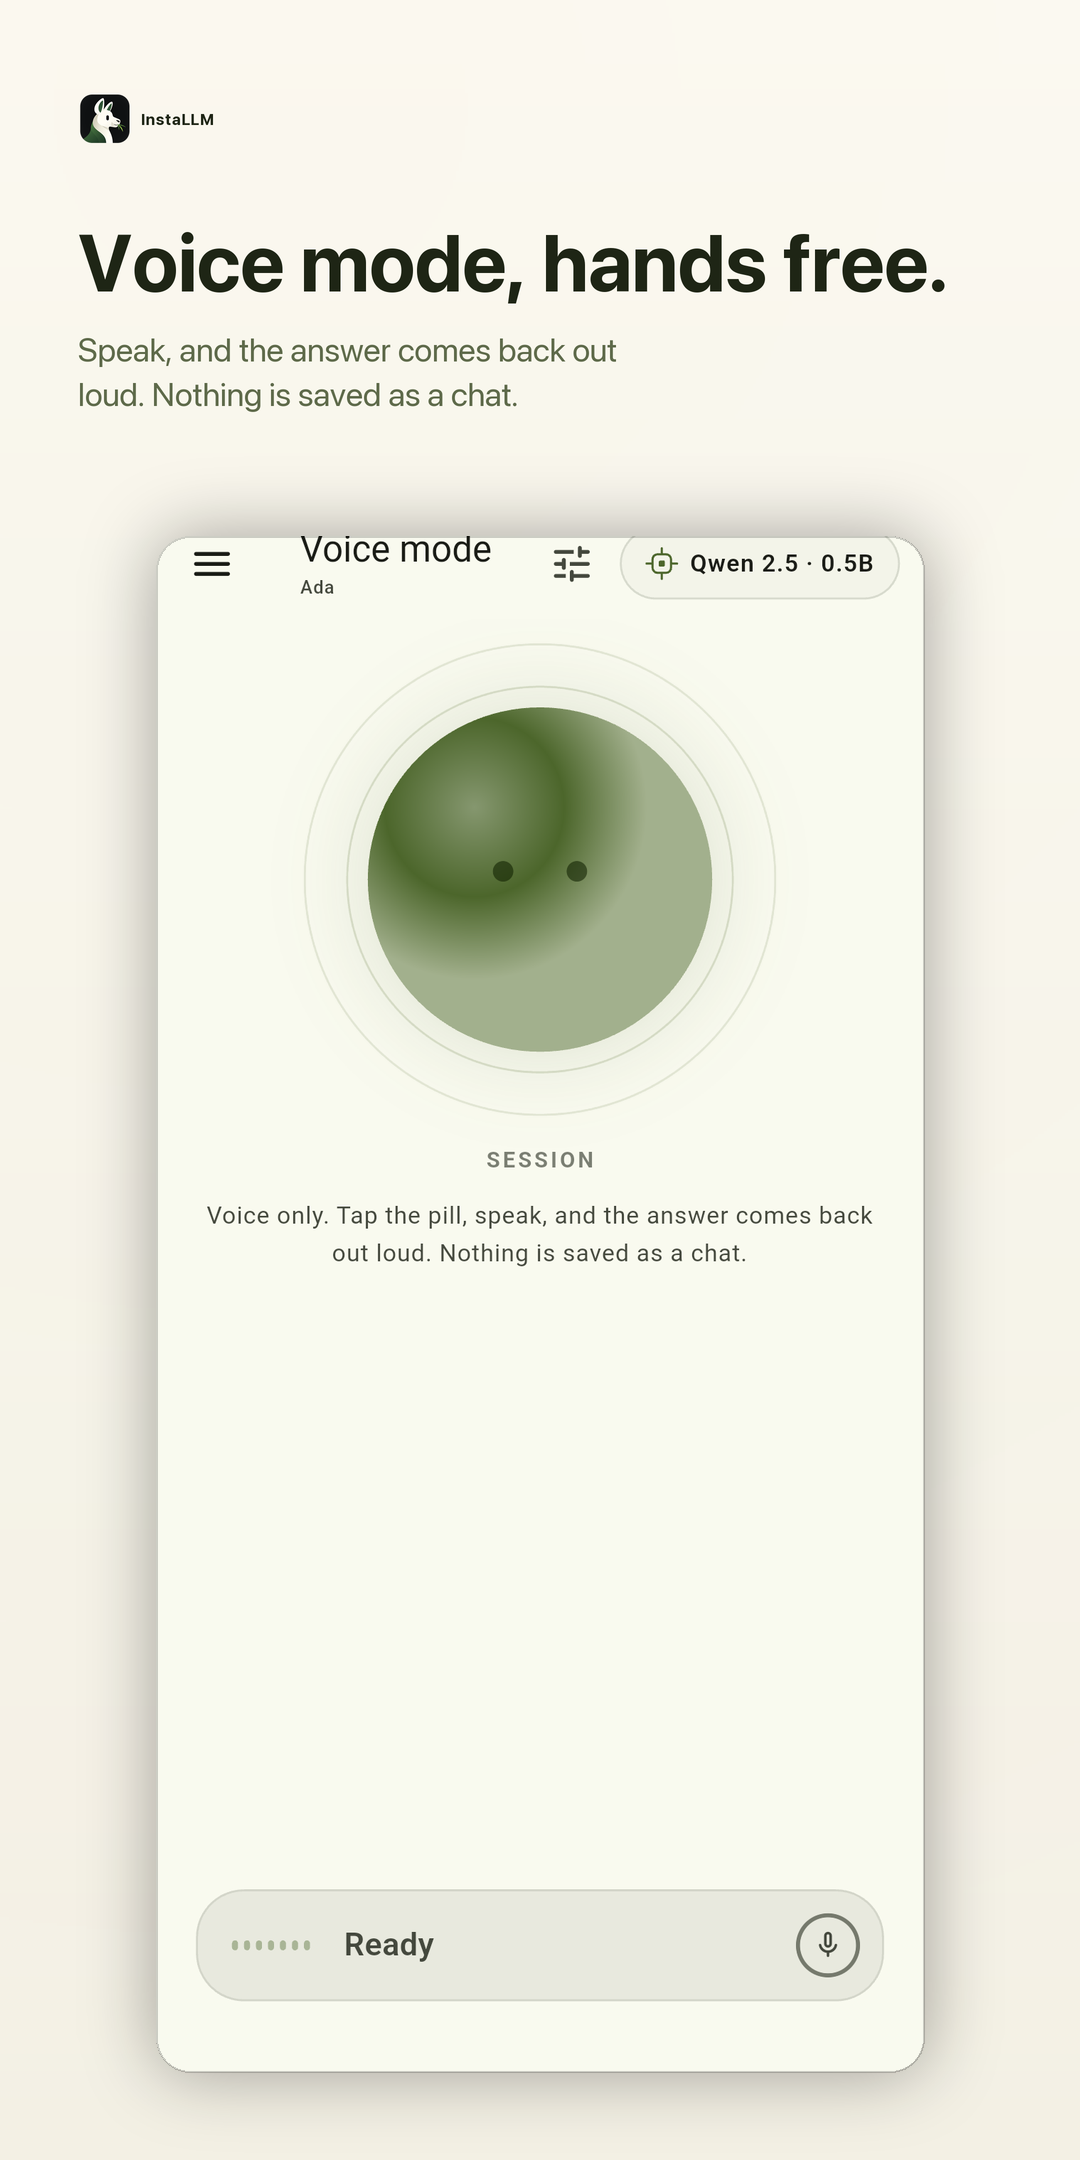 InstaLLM
Voice mode, hands free.
Speak, and the answer comes back out
loud. Nothing is saved as a chat.
Voice mode
Ada
Qwen 2.5 · 0.5B
SESSION
Voice only. Tap the pill, speak, and the answer comes back
out loud. Nothing is saved as a chat.
Ready